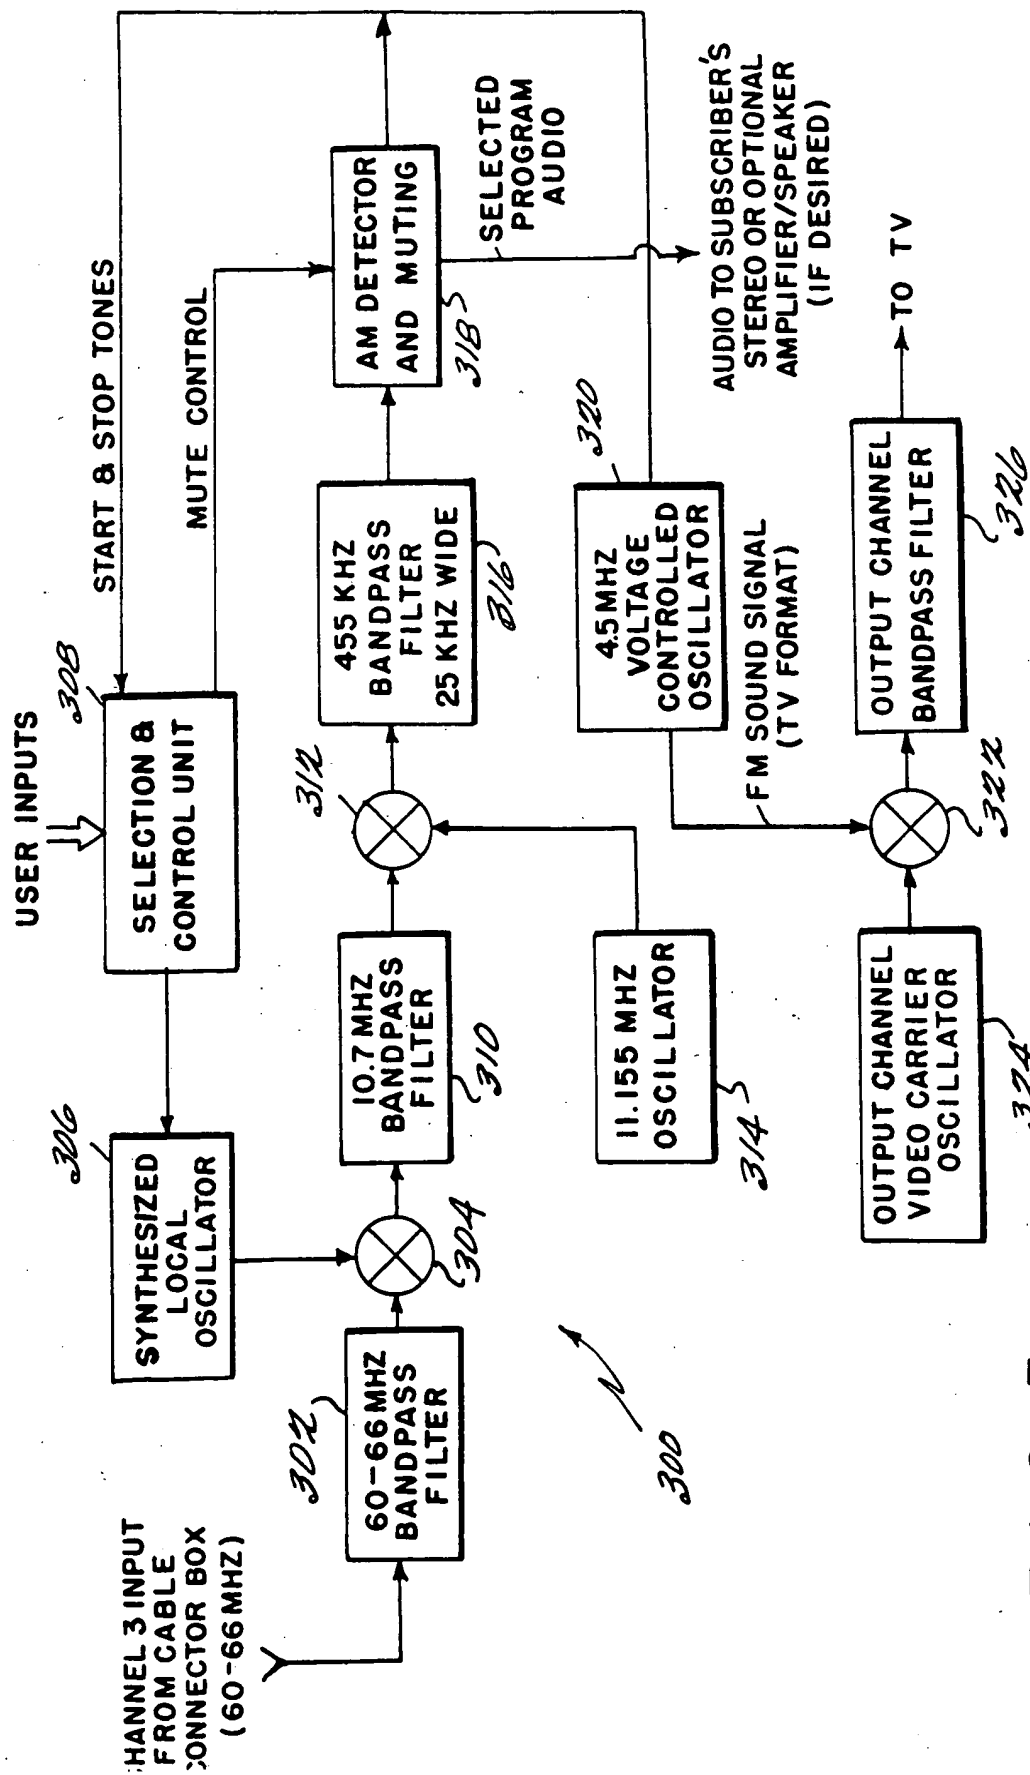 USER INPUTS
START & STOP TONES
308
SELECTION &
CONTROL UNIT
MUTE CONTROL
306
SYNTHESIZED
LOCAL
OSCILLATOR
HANNEL 3 INPUT
FROM CABLE
ONNECTOR BOX
(60-66 MHZ)
302
60-66 MHZ
BANDPASS
FILTER
304
10.7 MHZ
BANDPASS
FILTER
310
312
455 KHZ
BANDPASS
FILTER
25 KHZ WIDE
316
AM DETECTOR
AND MUTING
318
SELECTED
PROGRAM
AUDIO
11.155 MHZ
OSCILLATOR
314
320
4.5 MHZ
VOLTAGE
CONTROLLED
OSCILLATOR
FM SOUND SIGNAL
(TV FORMAT)
AUDIO TO SUBSCRIBER'S
STEREO OR OPTIONAL
AMPLIFIER/SPEAKER
(IF DESIRED)
300
OUTPUT CHANNEL
VIDEO CARRIER
OSCILLATOR
324
322
OUTPUT CHANNEL
BANDPASS FILTER
326
TO TV